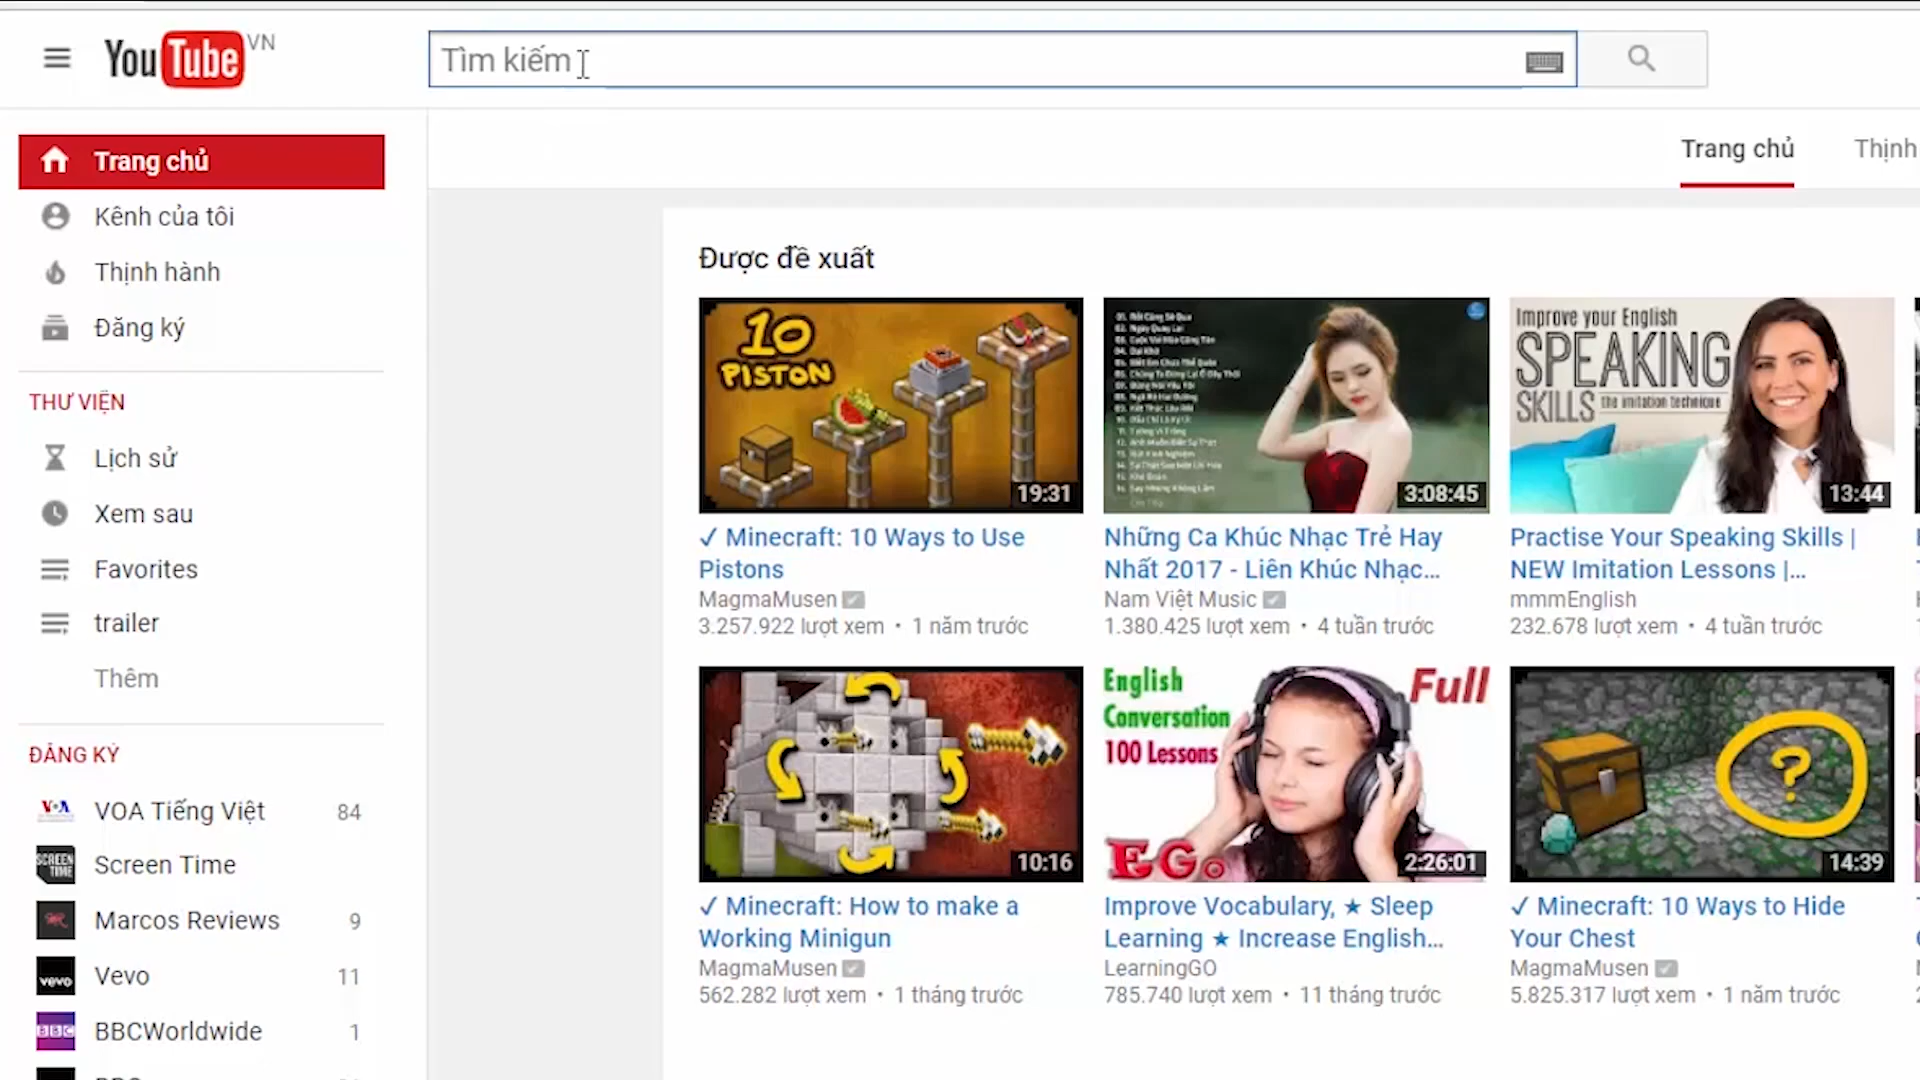 YouTube VN
Tìm kiếm
Trang chủ
Kênh của tôi
Thịnh hành
Đăng ký
THƯ VIỆN
Lịch sử
Xem sau
Favorites
trailer
Thêm
ĐĂNG KÝ
VOA Tiếng Việt 84
Screen Time
Marcos Reviews 9
Vevo 11
BBCWorldwide 1
Trang chủ Thịnh
Được đề xuất
10
PISTON
19:31
✓ Minecraft: 10 Ways to Use
Pistons
MagmaMusen
3.257.922 lượt xem • 1 năm trước
3:08:45
Những Ca Khúc Nhạc Trẻ Hay
Nhất 2017 - Liên Khúc Nhạc...
Nam Việt Music
1.380.425 lượt xem • 4 tuần trước
Improve your English
SPEAKING
SKILLS the imitation technique
13:44
Practise Your Speaking Skills |
NEW Imitation Lessons |...
mmmEnglish
232.678 lượt xem • 4 tuần trước
10:16
✓ Minecraft: How to make a
Working Minigun
MagmaMusen
562.282 lượt xem • 1 tháng trước
English
Conversation
100 Lessons
Full
EGo
2:26:01
Improve Vocabulary, ★ Sleep
Learning ★ Increase English...
LearningGO
785.740 lượt xem • 11 tháng trước
?
14:39
✓ Minecraft: 10 Ways to Hide
Your Chest
MagmaMusen
5.825.317 lượt xem • 1 năm trước